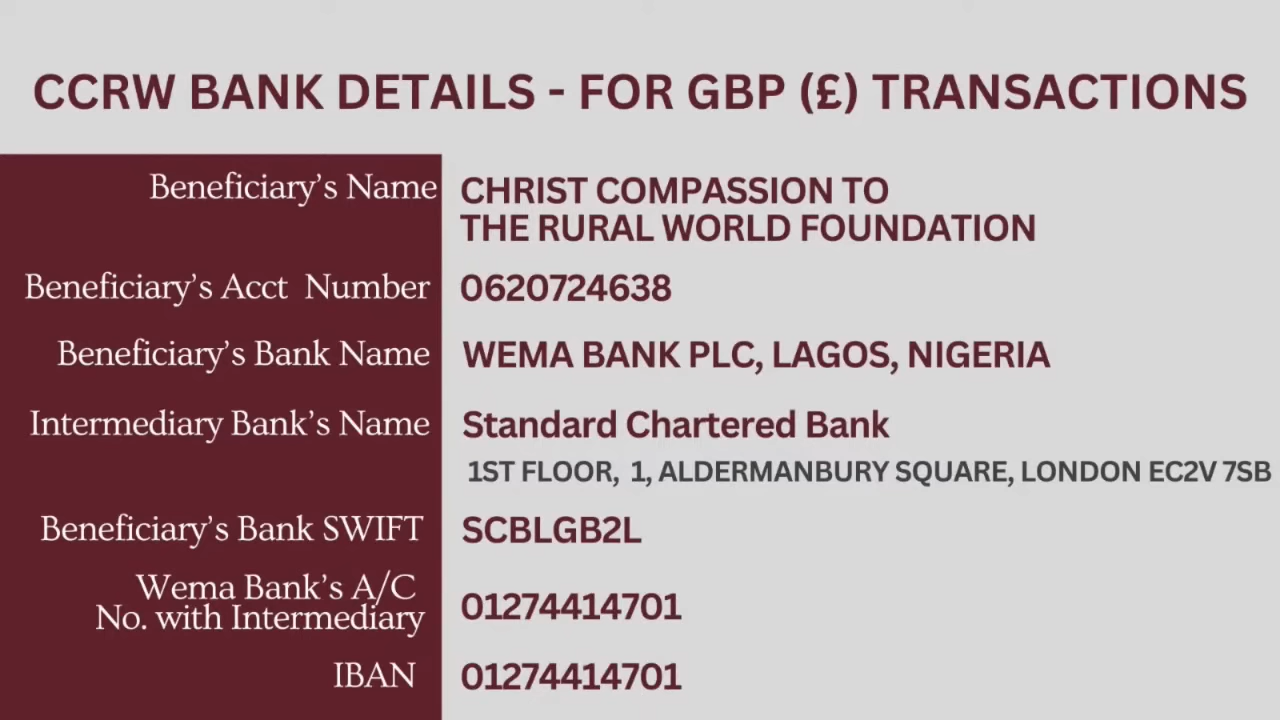 CCRW BANK DETAILS - FOR GBP (£) TRANSACTIONS
Beneficiary's Name CHRIST COMPASSION TO
THE RURAL WORLD FOUNDATION
Beneficiary's Acct Number 0620724638
Beneficiary's Bank Name WEMA BANK PLC, LAGOS, NIGERIA
Intermediary Bank's Name Standard Chartered Bank
1ST FLOOR, 1, ALDERMANBURY SQUARE, LONDON EC2V 7SB
Beneficiary's Bank SWIFT SCBLGB2L
Wema Bank's A/C
No. with Intermediary 01274414701
IBAN 01274414701